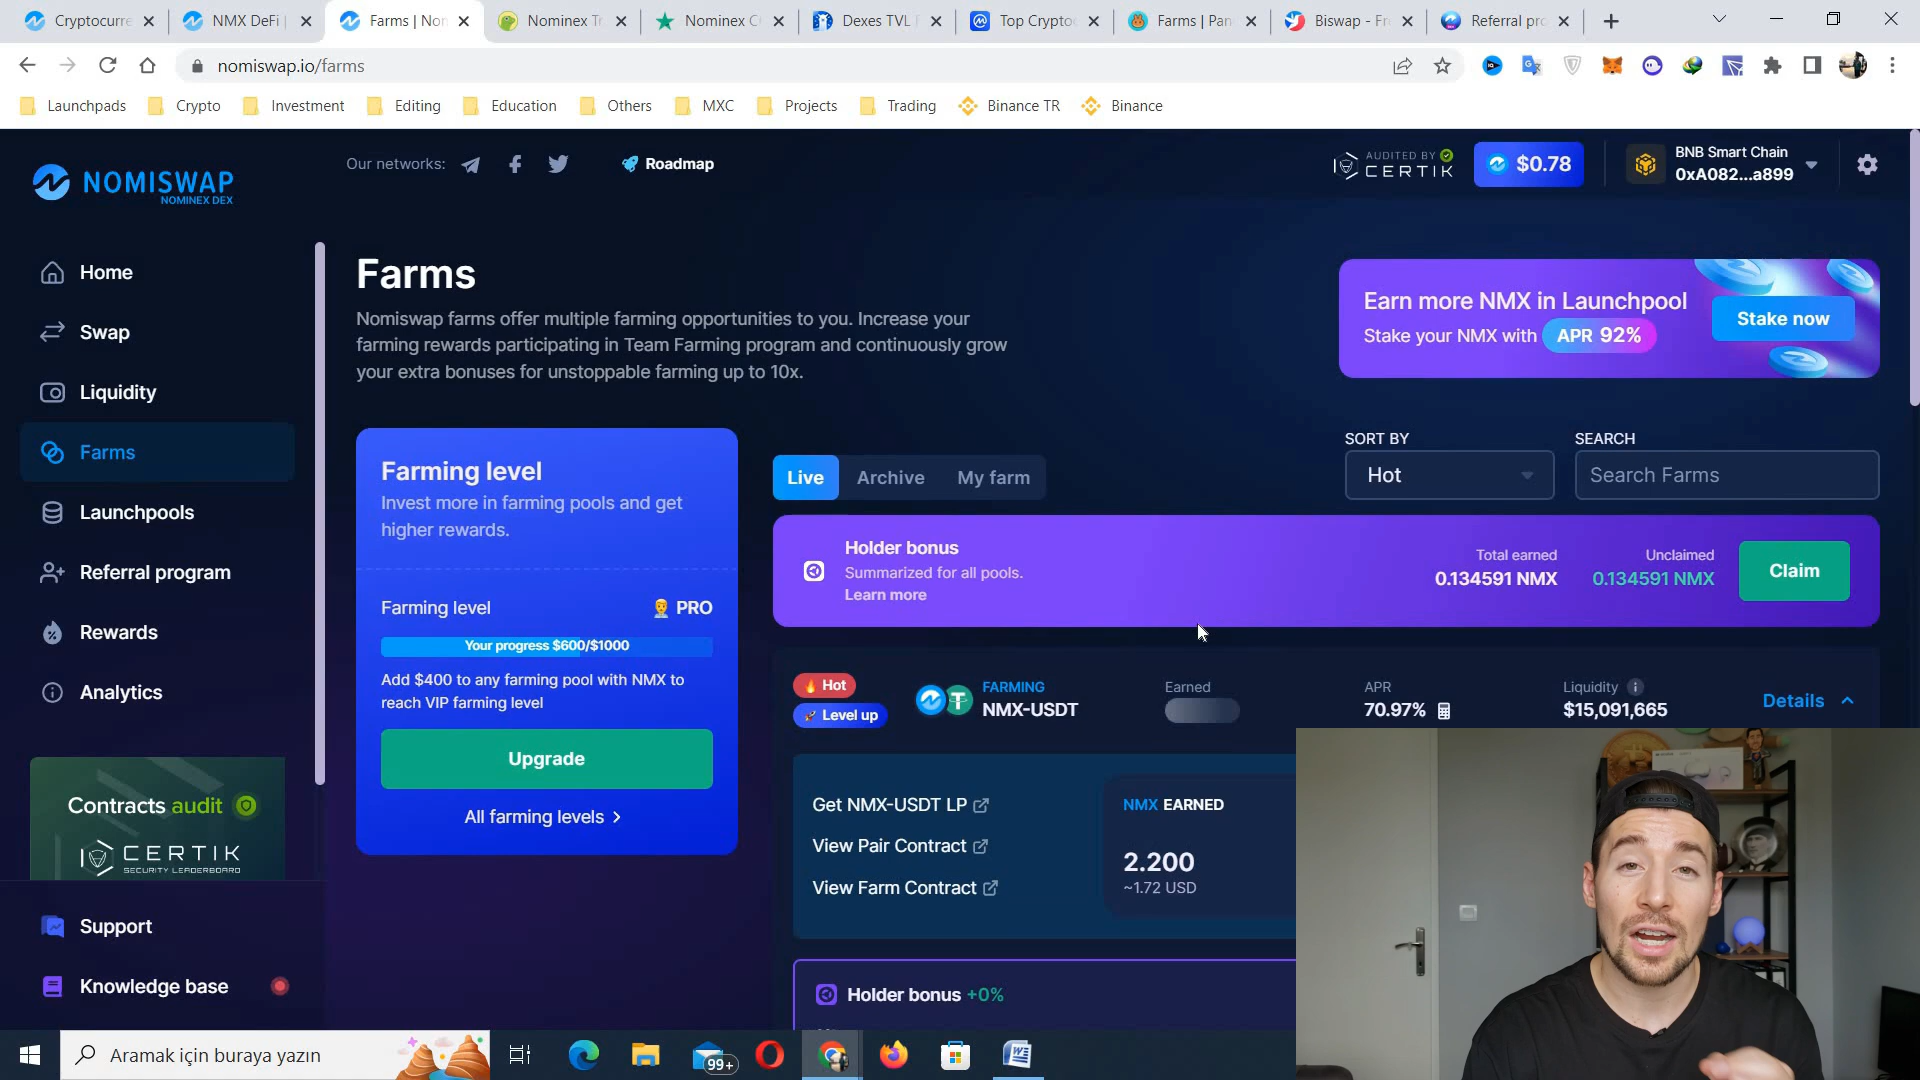 Cryptocurre
NMX DeFi
Farms | Non
Nominex Tr
Nominex C
Dexes TVL
Top Crypto
Farms | Pan
Biswap - Fr
Referral pro
nomiswap.io/farms
Launchpads
Crypto
Investment
Editing
Education
Others
MXC
Projects
Trading
Binance TR
Binance
NOMISWAP
NOMINEX DEX
Our networks:
Roadmap
AUDITED BY
CERTIK
$0.78
BNB Smart Chain
0xA082...a899
Home
Swap
Liquidity
Farms
Launchpools
Referral program
Rewards
Analytics
Contracts audit
CERTIK
SECURITY LEADERBOARD
Support
Knowledge base
Farms
Nomiswap farms offer multiple farming opportunities to you. Increase your
farming rewards participating in Team Farming program and continuously grow
your extra bonuses for unstoppable farming up to 10x.
Earn more NMX in Launchpool
Stake your NMX with APR 92%
Stake now
Farming level
Invest more in farming pools and get
higher rewards.
Farming level
PRO
Your progress $600/$1000
Add $400 to any farming pool with NMX to
reach VIP farming level
Upgrade
All farming levels
Live
Archive
My farm
SORT BY
Hot
SEARCH
Search Farms
Holder bonus
Summarized for all pools.
Learn more
Total earned
0.134591 NMX
Unclaimed
0.134591 NMX
Claim
Hot
Level up
FARMING
NMX-USDT
Earned
APR
70.97%
Liquidity
$15,091,665
Details
Get NMX-USDT LP
View Pair Contract
View Farm Contract
NMX EARNED
2.200
~1.72 USD
Holder bonus +0%
Aramak için buraya yazın
99+